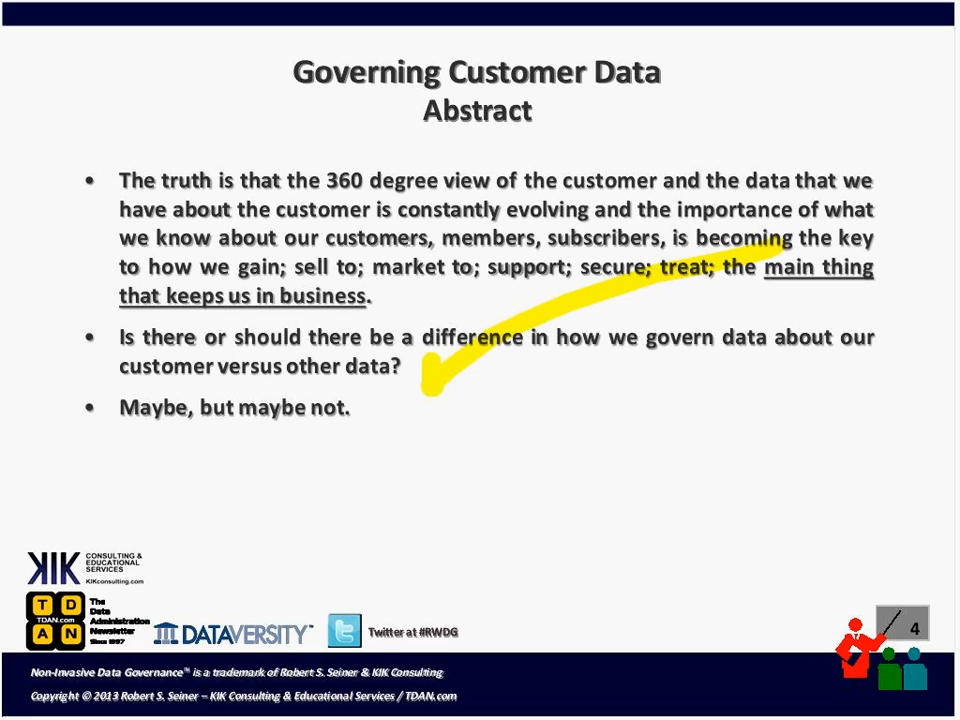 Governing Customer Data
Abstract
• The truth is that the 360 degree view of the customer and the data that we
have about the customer is constantly evolving and the importance of what
we know about our customers, members, subscribers, is becoming the key
to how we gain; sell to; market to; support; secure; treat; the main thing
that keeps us in business.
• Is there or should there be a difference in how we govern data about our
customer versus other data?
• Maybe, but maybe not.
KIK CONSULTING &
EDUCATIONAL
SERVICES
KIKconsulting.com
T D
TDAN.com
A N
The
Data
Administration
Newsletter
Since 1997
DATAVERSITY™
Twitter at #RWDG
4
Non-Invasive Data Governance™ is a trademark of Robert S. Seiner & KIK Consulting
Copyright © 2013 Robert S. Seiner – KIK Consulting & Educational Services / TDAN.com